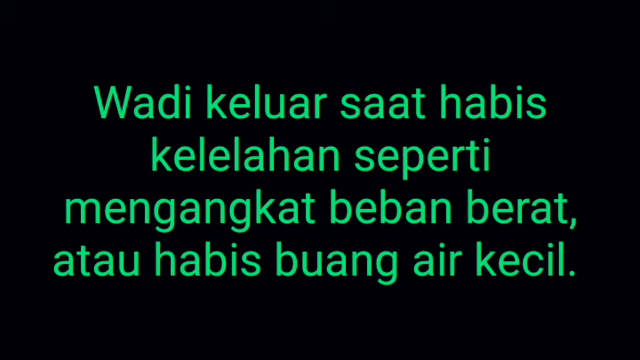 Wadi keluar saat habis
kelelahan seperti
mengangkat beban berat,
atau habis buang air kecil.